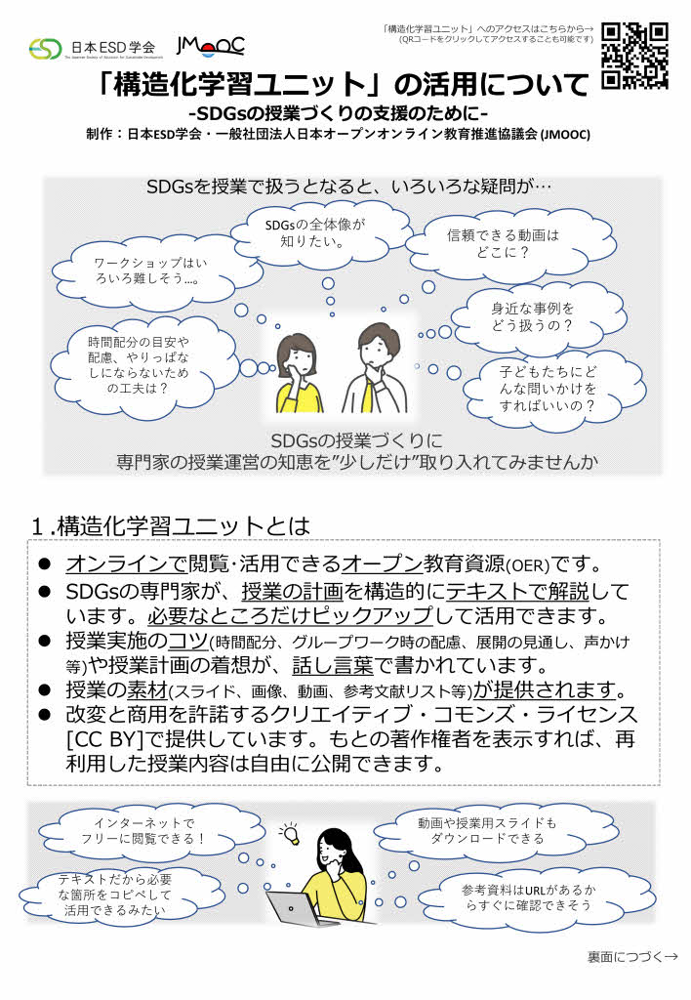 「構造化学習ユニット」へのアクセスはこちらから→
(QRコードをクリックしてアクセスすることも可能です)
日本ESD学会
The Japanese Society of Education for Sustainable Development
JMOOC
「構造化学習ユニット」の活用について
-SDGsの授業づくりの支援のために-
制作：日本ESD学会・一般社団法人日本オープンオンライン教育推進協議会 (JMOOC)
SDGsを授業で扱うとなると、いろいろな疑問が…
SDGsの全体像が
知りたい。
信頼できる動画は
どこに？
ワークショップはい
ろいろ難しそう…。
身近な事例を
どう扱うの？
時間配分の目安や
配慮、やりっぱな
しにならないため
の工夫は？
子どもたちにど
んな問いかけを
すればいいの？
SDGsの授業づくりに
専門家の授業運営の知恵を”少しだけ”取り入れてみませんか
１.構造化学習ユニットとは
● オンラインで閲覧･活用できるオープン教育資源(OER)です。
● SDGsの専門家が、授業の計画を構造的にテキストで解説して
います。必要なところだけピックアップして活用できます。
● 授業実施のコツ(時間配分、グループワーク時の配慮、展開の見通し、声かけ
等)や授業計画の着想が、話し言葉で書かれています。
● 授業の素材(スライド、画像、動画、参考文献リスト等)が提供されます。
● 改変と商用を許諾するクリエイティブ・コモンズ・ライセンス
[CC BY]で提供しています。もとの著作権者を表示すれば、再
利用した授業内容は自由に公開できます。
インターネットで
フリーに閲覧できる！
動画や授業用スライドも
ダウンロードできる
テキストだから必要
な箇所をコピペして
活用できるみたい
参考資料はURLがあるか
らすぐに確認できそう
裏面につづく→